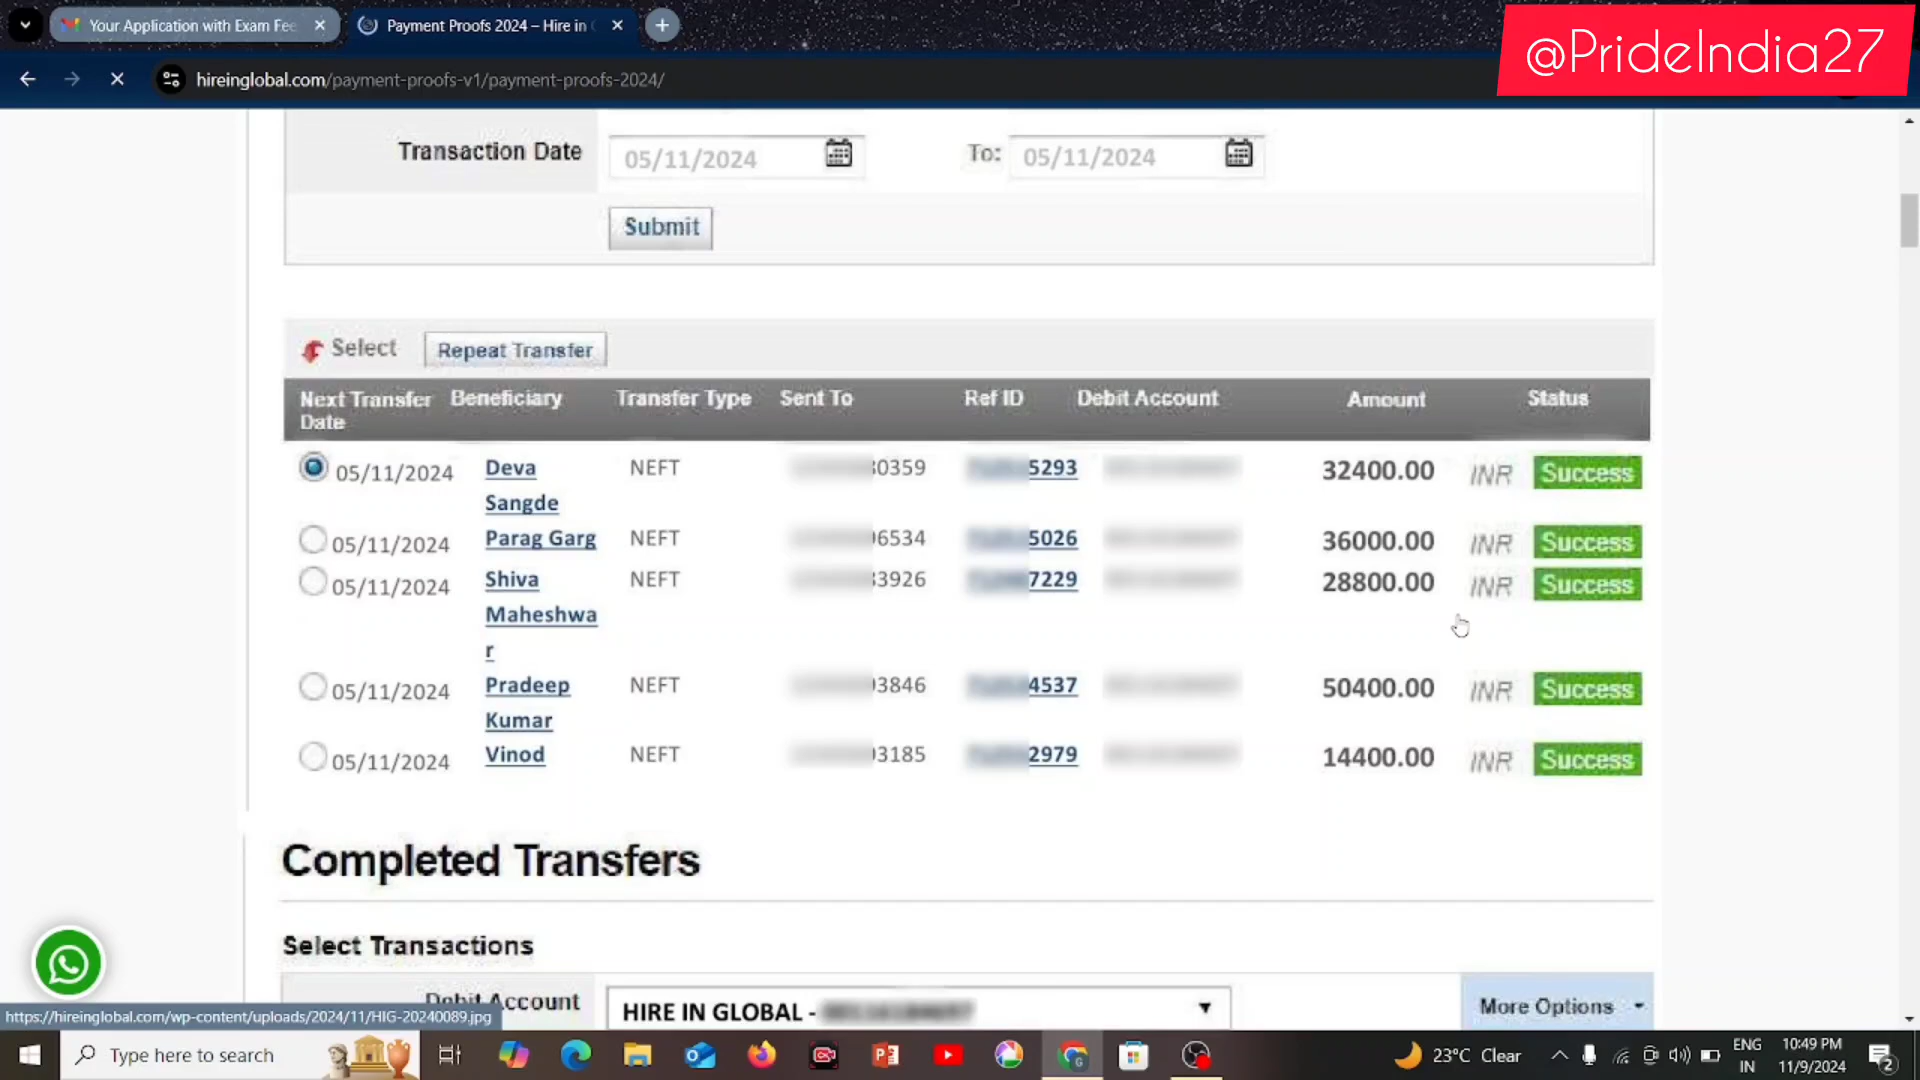 Your Application with Exam Fee
Payment Proofs 2024 – Hire in
@PrideIndia27
hireinglobal.com/payment-proofs-v1/payment-proofs-2024/
Transaction Date 05/11/2024 To: 05/11/2024
Submit
Select Repeat Transfer
Next Transfer Beneficiary Transfer Type Sent To Ref ID Debit Account Amount Status
Date
05/11/2024 Deva NEFT 80359 5293 32400.00 INR Success
Sangde
05/11/2024 Parag Garg NEFT 6534 5026 36000.00 INR Success
05/11/2024 Shiva NEFT 3926 7229 28800.00 INR Success
Maheshwa
r
05/11/2024 Pradeep NEFT 3846 4537 50400.00 INR Success
Kumar
05/11/2024 Vinod NEFT 3185 2979 14400.00 INR Success
Completed Transfers
Select Transactions
Debit Account HIRE IN GLOBAL - More Options
https://hireinglobal.com/wp-content/uploads/2024/11/HIG-20240089.jpg
Type here to search
23°C Clear
ENG
IN
10:49 PM
11/9/2024
2